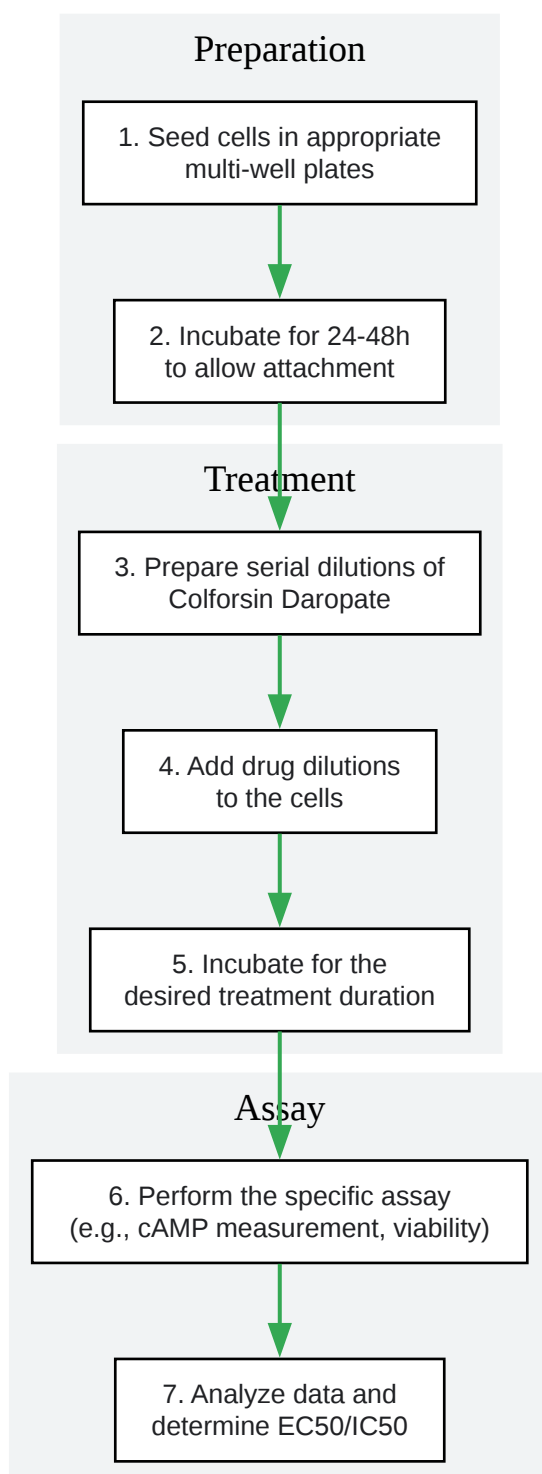 Preparation
1. Seed cells in appropriate
multi-well plates
2. Incubate for 24-48h
to allow attachment
Treatment
3. Prepare serial dilutions of
Colforsin Daropate
4. Add drug dilutions
to the cells
5. Incubate for the
desired treatment duration
Assay
6. Perform the specific assay
(e.g., cAMP measurement, viability)
7. Analyze data and
determine EC50/IC50